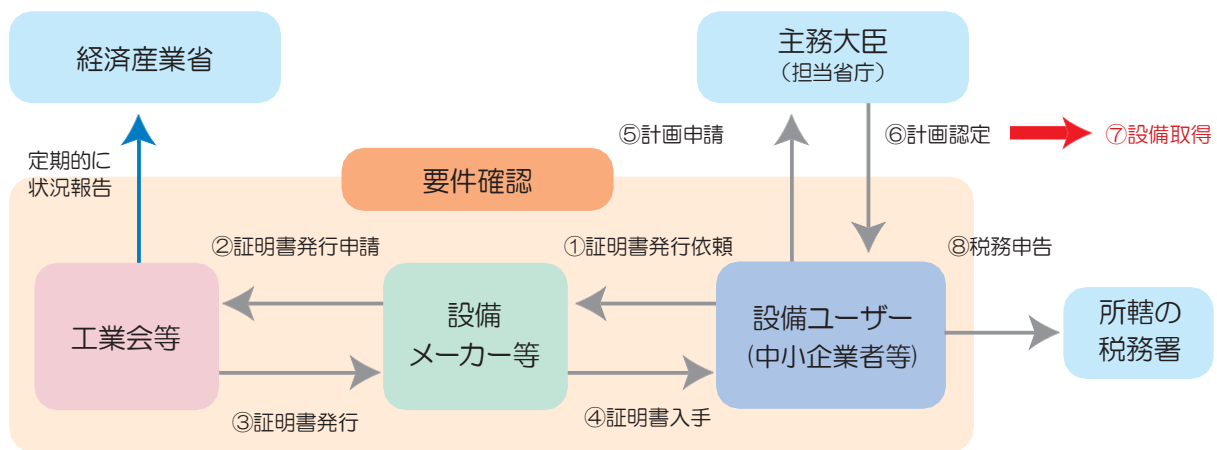 経済産業省
主務大臣
（担当省庁）
⑤計画申請
⑥計画認定
⑦設備取得
定期的に
状況報告
要件確認
②証明書発行申請
①証明書発行依頼
⑧税務申告
工業会等
設備
メーカー等
設備ユーザー
(中小企業者等)
所轄の
税務署
③証明書発行
④証明書入手